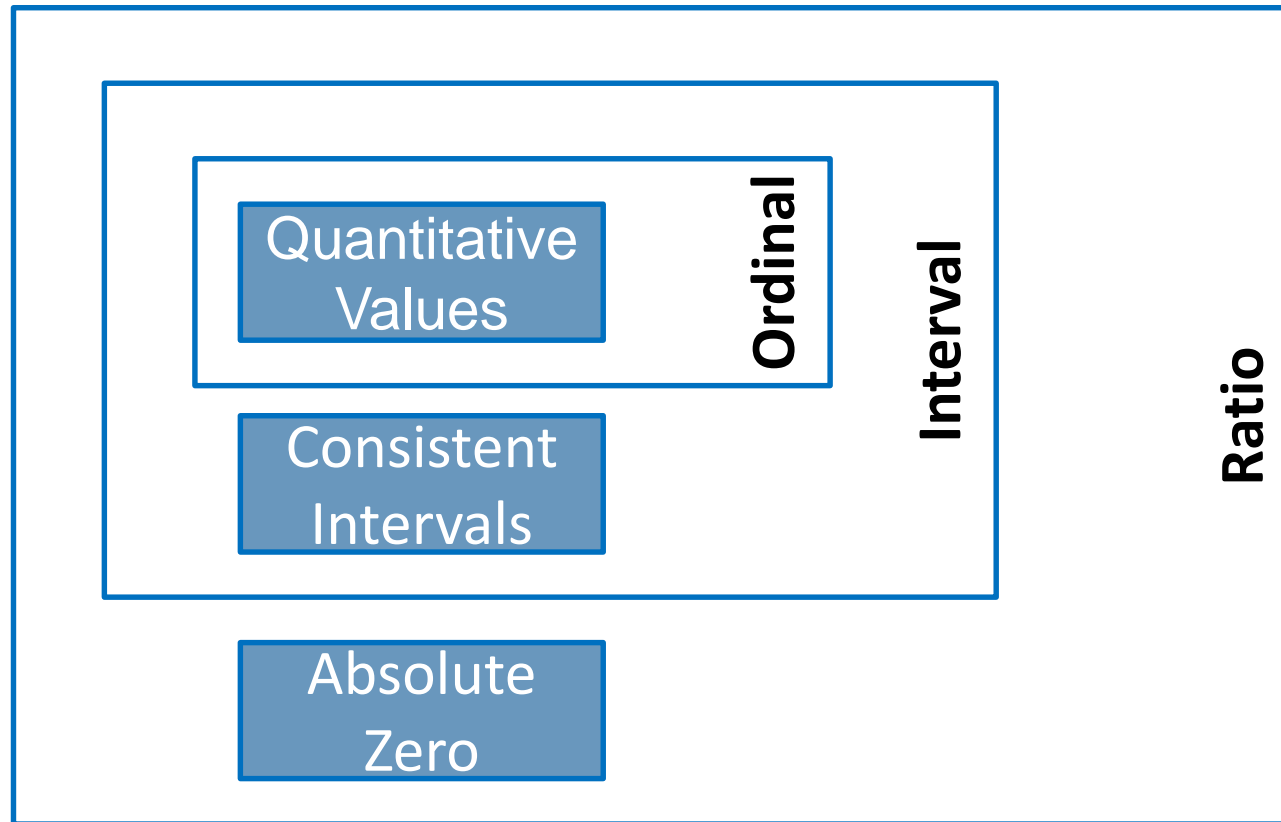 Quantitative
Values
Ordinal
Consistent
Intervals
Interval
Absolute
Zero
Ratio